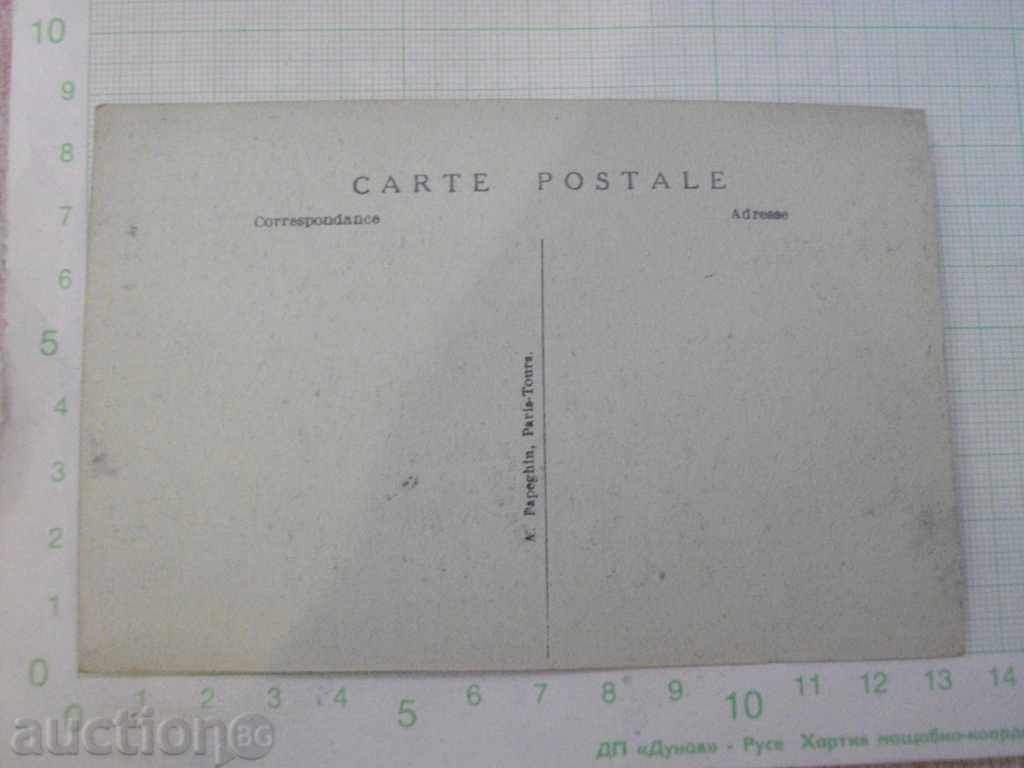 CARTE POSTALE
Correspondance
Adresse
A. Papeghin, Paris-Tours.
10
9
8
7
6
5
4
3
2
1
0
0 1 2 3 4 5 6 7 8 9 10 11 12 13 14
auctionBG
ДП «Дунав» - Русе Хартия